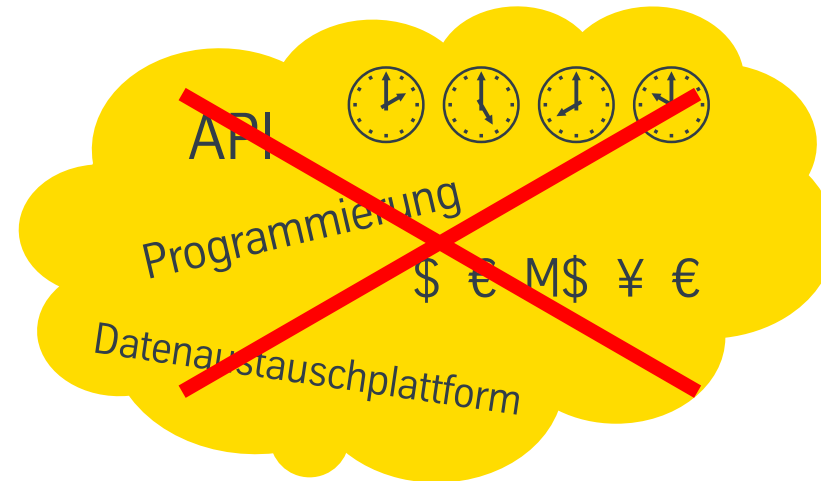 API
Programmierung
$ € M$ ¥ €
Datenaustauschplattform